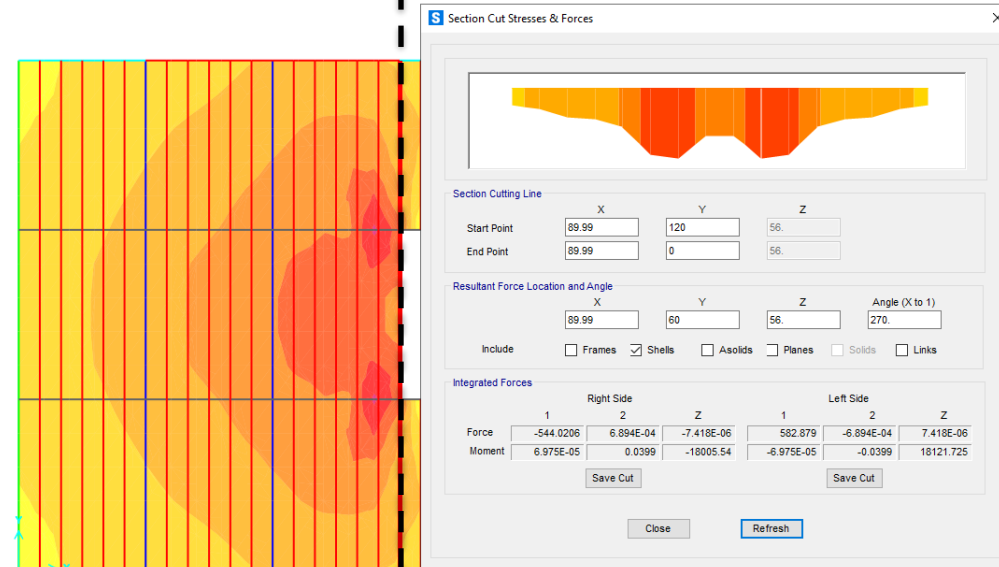 S Section Cut Stresses & Forces
Section Cutting Line
X Y Z
Start Point 89.99 120 56.
End Point 89.99 0 56.
Resultant Force Location and Angle
X Y Z Angle (X to 1)
89.99 60 56. 270.
Include Frames Shells Asolids Planes Solids Links
Integrated Forces
Right Side Left Side
1 2 Z 1 2 Z
Force -544.0206 6.894E-04 -7.418E-06 582.879 -6.894E-04 7.418E-06
Moment 6.975E-05 0.0399 -18005.54 -6.975E-05 -0.0399 18121.725
Save Cut Save Cut
Close Refresh